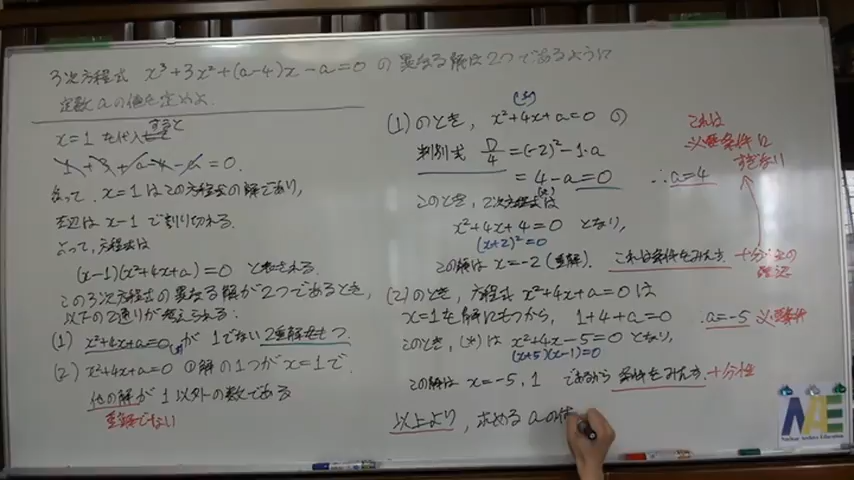 3次方程式 x³+3x²+(a-4)x-a=0 の異なる解は2つであるように
定数aの値を定めよ.
x=1 を代入すると
1+3+a-4-a=0.
よって, x=1はこの方程式の解であり,
左辺は x-1 で割り切れる.
よって, 方程式は
(x-1)(x²+4x+a)=0 と表される.
この3次方程式の異なる解が2つであるとき,
以下の2通りが考えられる.
(1) x²+4x+a=0 が 1でない2重解をもつ
(2) x²+4x+a=0 の解の1つが x=1で,
他の解が 1以外の数である
重解でない
(1)のとき, x²+4x+a=0 の
(*)
判別式 D/4=(-2)²-1・a
=4-a=0 ∴a=4
このとき, 2次方程式(*)は
x²+4x+4=0 となり,
(x+2)²=0
この解は x=-2(重解). これは条件をみたす.
これは
必要条件に
すぎない
十分性の
確認
(2)のとき, 方程式 x²+4x+a=0は
x=1を解にもつから, 1+4+a=0 ∴a=-5 必要条件
このとき, (*)は x²+4x-5=0 となり,
(x+5)(x-1)=0
この解は x=-5, 1 であるから 条件をみたす. 十分性
以上より, 求める aの値
NAE
Nuclear Archive Education